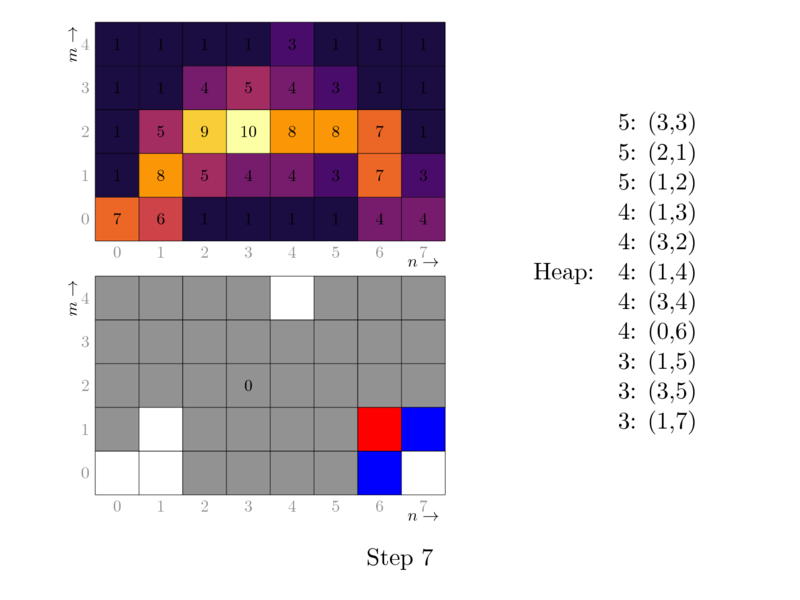 m → 4 1 1 1 1 3 1 1 1
3 1 1 4 5 4 3 1 1
2 1 5 9 10 8 8 7 1
1 1 8 5 4 4 3 7 3
0 7 6 1 1 1 1 4 4
0 1 2 3 4 5 6 7
n →
m → 4
3
2 0
1
0
0 1 2 3 4 5 6 7
n →
Heap:
5: (3,3)
5: (2,1)
5: (1,2)
4: (1,3)
4: (3,2)
4: (1,4)
4: (3,4)
4: (0,6)
3: (1,5)
3: (3,5)
3: (1,7)
Step 7